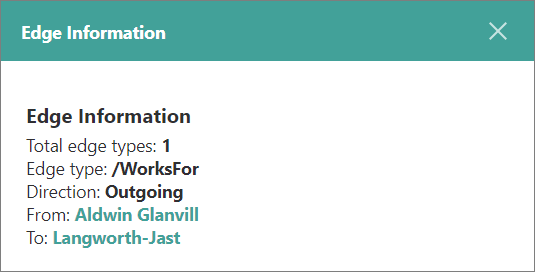 Edge Information
Edge Information
Total edge types: 1
Edge type: /WorksFor
Direction: Outgoing
From: Aldwin Glanvill
To: Langworth-Jast